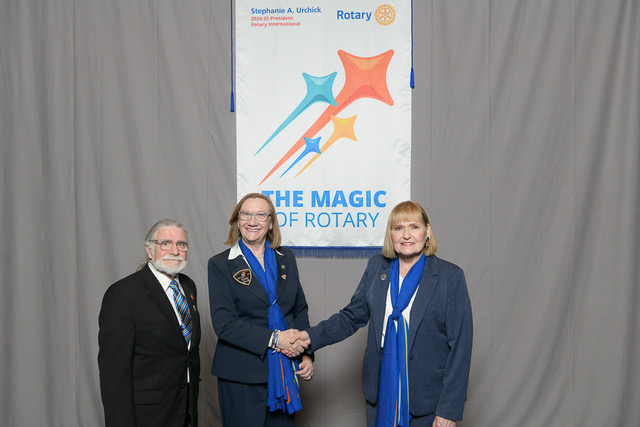 Stephanie A. Urchick
2024-25 President
Rotary International
Rotary
THE MAGIC
OF ROTARY